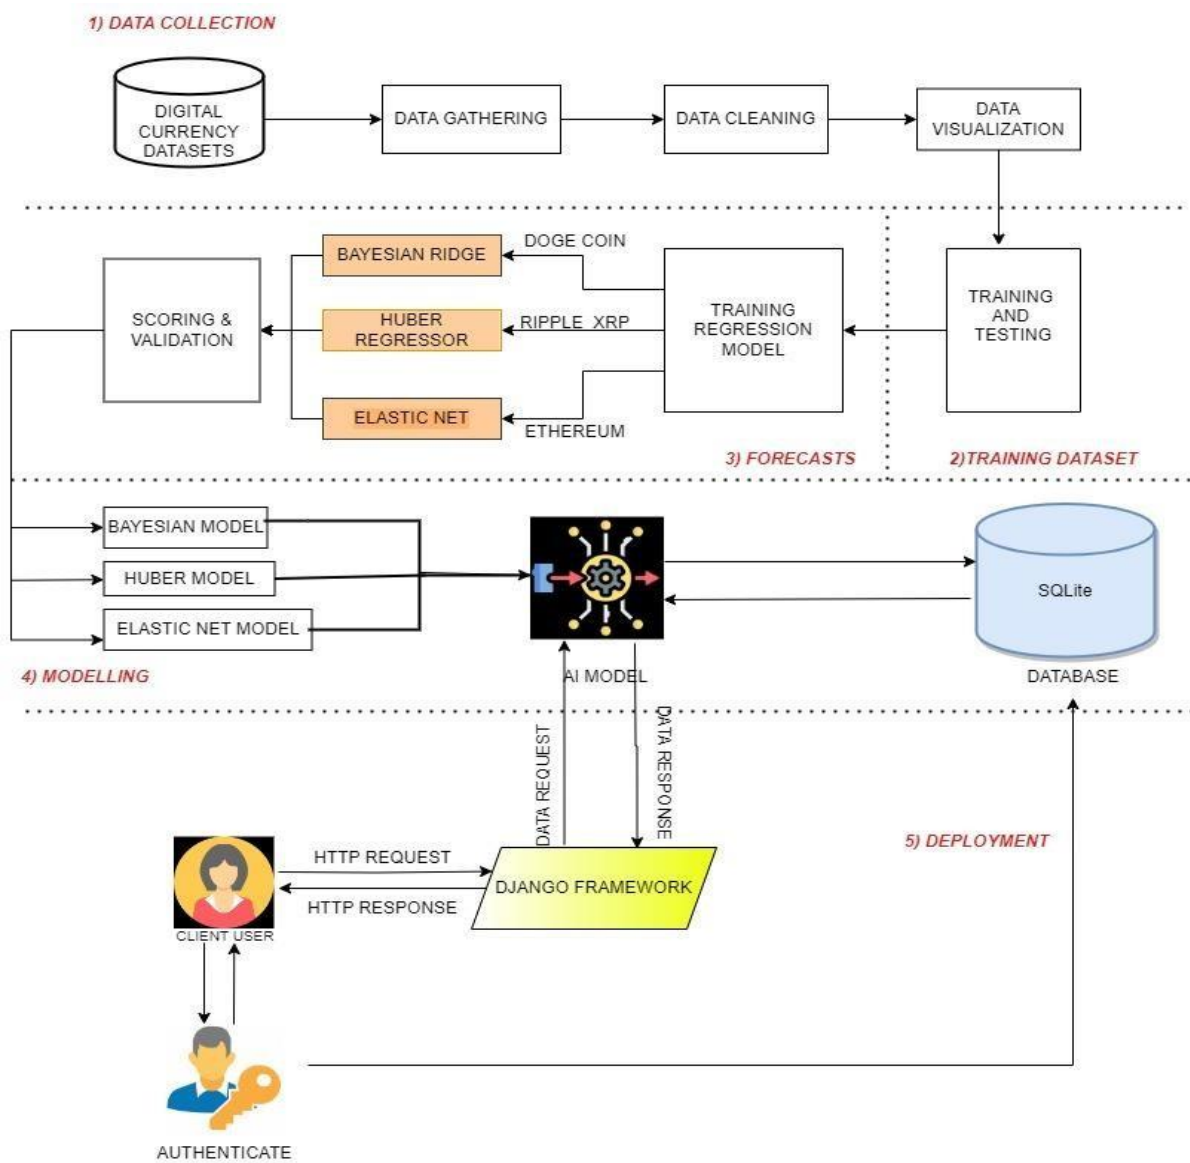 1) DATA COLLECTION
DIGITAL
CURRENCY
DATASETS
DATA GATHERING
DATA CLEANING
DATA
VISUALIZATION
SCORING &
VALIDATION
BAYESIAN RIDGE
HUBER
REGRESSOR
ELASTIC NET
DOGE COIN
RIPPLE XRP
ETHEREUM
TRAINING
REGRESSION
MODEL
TRAINING
AND
TESTING
3) FORECASTS
2)TRAINING DATASET
BAYESIAN MODEL
HUBER MODEL
ELASTIC NET MODEL
4) MODELLING
AI MODEL
SQLite
DATABASE
DATA REQUEST
DATA RESPONSE
5) DEPLOYMENT
HTTP REQUEST
HTTP RESPONSE
DJANGO FRAMEWORK
CLIENT USER
AUTHENTICATE